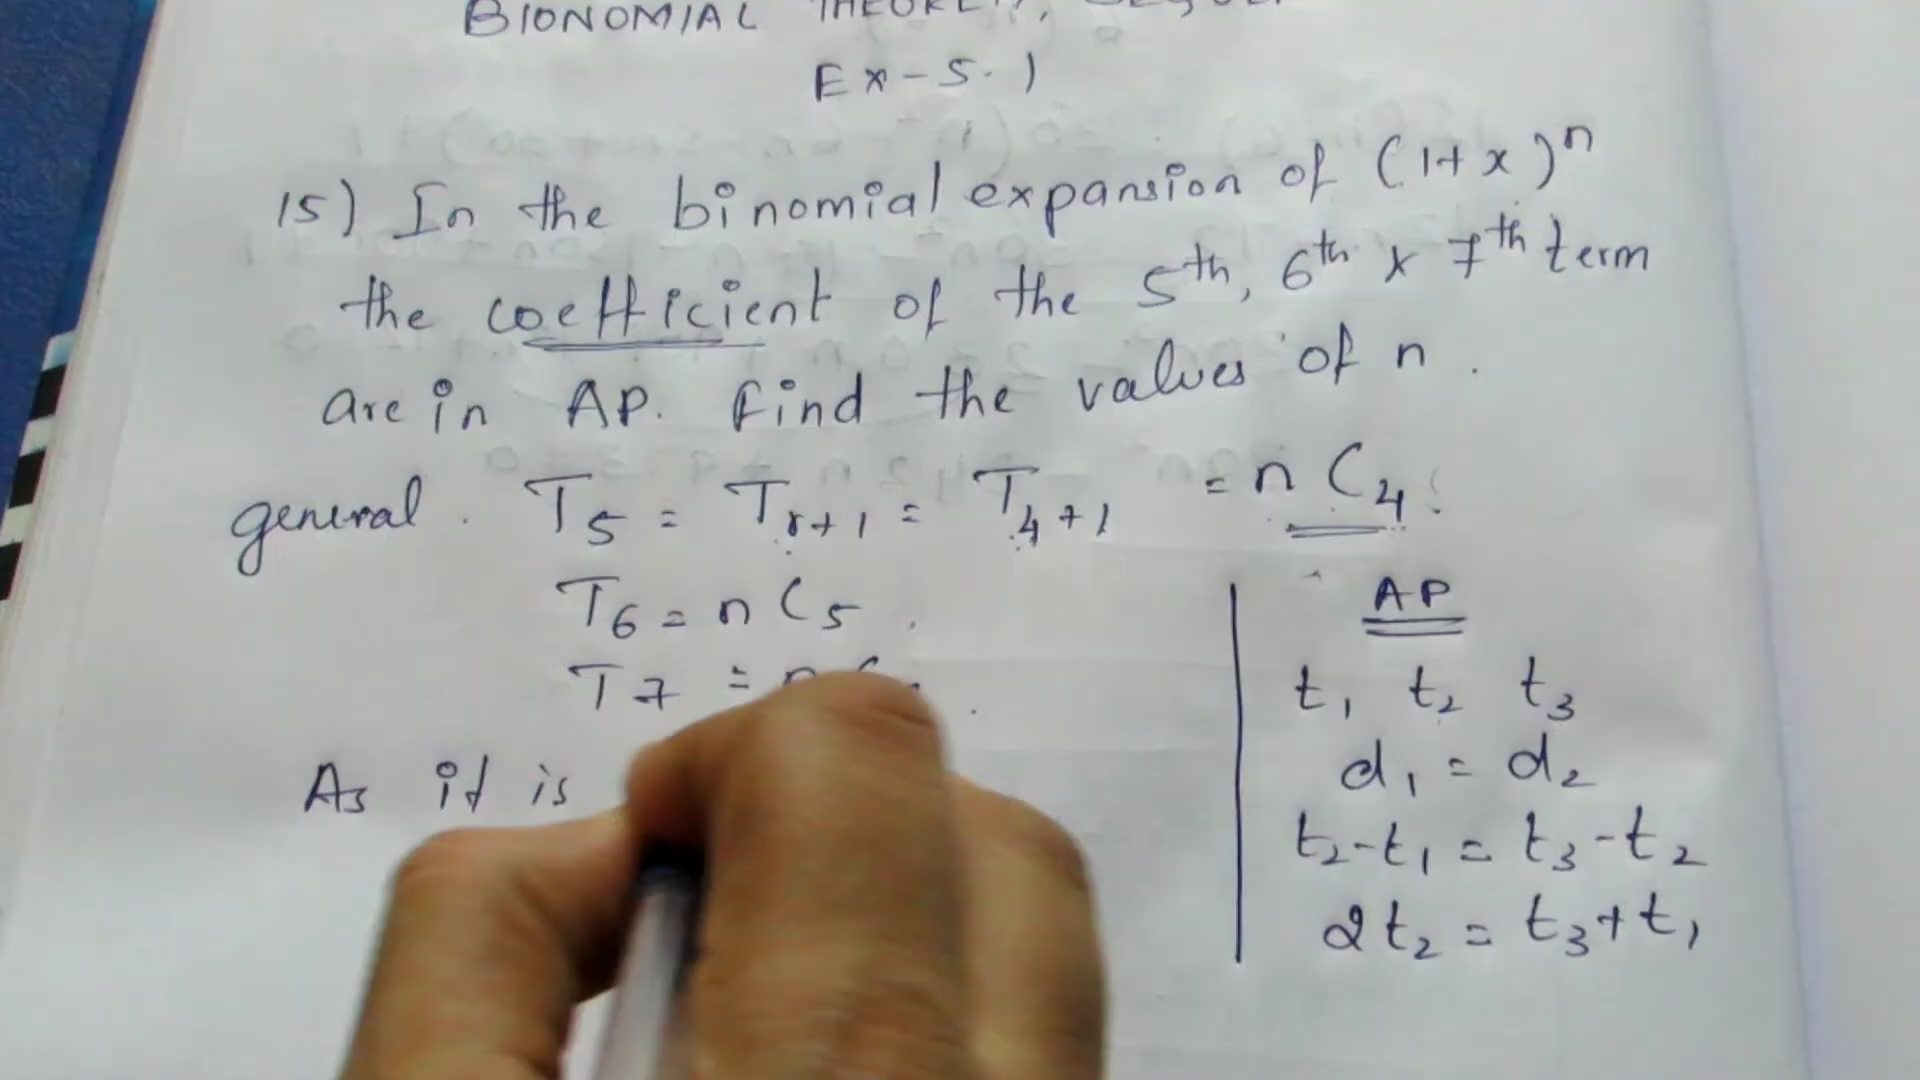 BIONOMIAL
Ex-5.1
15) In the binomial expansion of (1+x)ⁿ
the coefficient of the 5th, 6th & 7th term
are in AP. find the values of n.
general. T₅ = Tᵣ₊₁ = T₄₊₁ = nC₄
T₆ = nC₅
T₇ =
As it is
AP
t₁ t₂ t₃
d₁ = d₂
t₂-t₁ = t₃-t₂
2t₂ = t₃+t₁